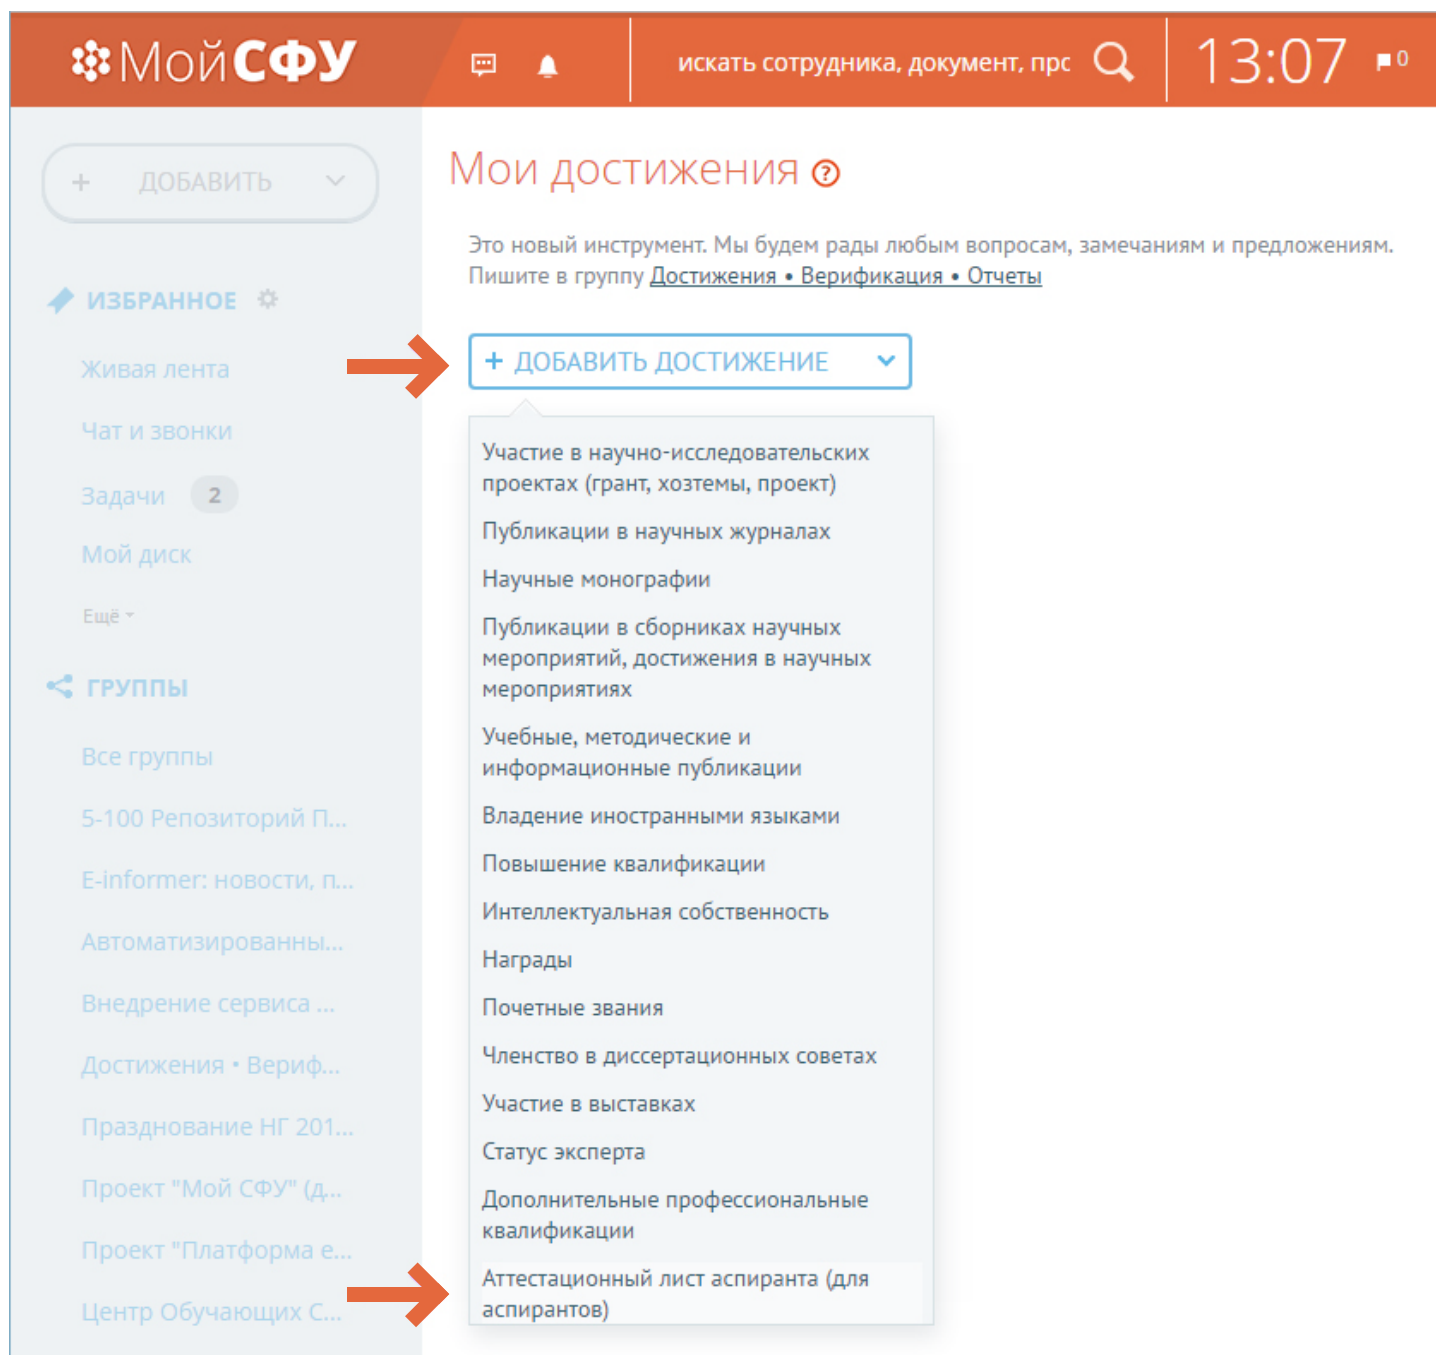 МойСФУ
искать сотрудника, документ, прс
13:07
0
+ ДОБАВИТЬ
ИЗБРАННОЕ
Живая лента
Чат и звонки
Задачи 2
Мой диск
Ещё
ГРУППЫ
Все группы
5-100 Репозиторий П...
E-informer: новости, п...
Автоматизированны...
Внедрение сервиса ...
Достижения • Вериф...
Празднование НГ 201...
Проект "Мой СФУ" (д...
Проект "Платформа е...
Центр Обучающих С...
Мои достижения ?
Это новый инструмент. Мы будем рады любым вопросам, замечаниям и предложениям.
Пишите в группу Достижения • Верификация • Отчеты
+ ДОБАВИТЬ ДОСТИЖЕНИЕ
Участие в научно-исследовательских
проектах (грант, хозтемы, проект)
Публикации в научных журналах
Научные монографии
Публикации в сборниках научных
мероприятий, достижения в научных
мероприятиях
Учебные, методические и
информационные публикации
Владение иностранными языками
Повышение квалификации
Интеллектуальная собственность
Награды
Почетные звания
Членство в диссертационных советах
Участие в выставках
Статус эксперта
Дополнительные профессиональные
квалификации
Аттестационный лист аспиранта (для
аспирантов)